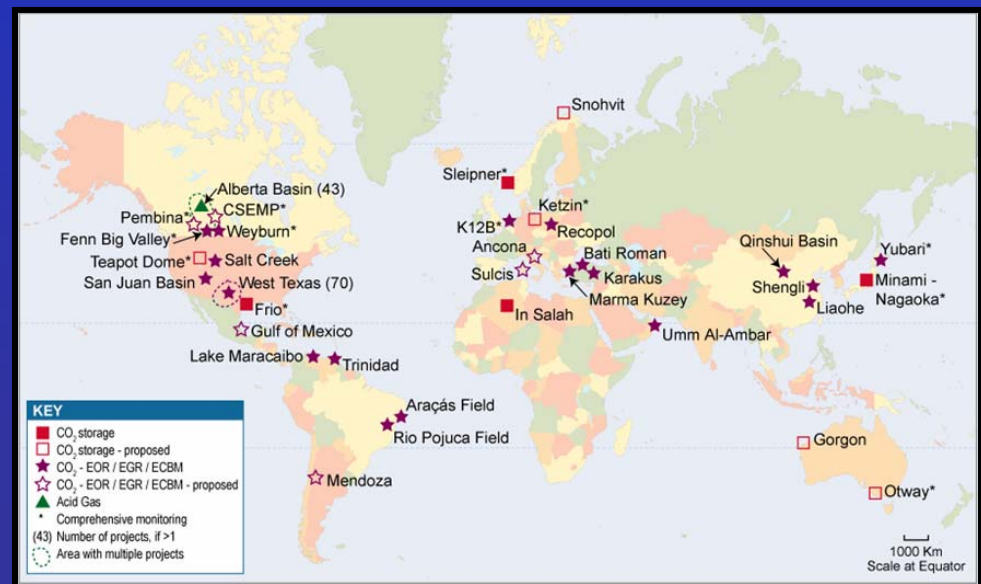 Snohvit
Sleipner*
Alberta Basin (43)
CSEMP*
Pembina*
Fenn Big Valley*
Weyburn*
Teapot Dome*
Salt Creek
San Juan Basin
West Texas (70)
Frio*
Gulf of Mexico
Lake Maracaibo
Trinidad
Ketzin*
K12B*
Recopol
Ancona
Bati Roman
Sulcis
Karakus
Marma Kuzey
In Salah
Qinshui Basin
Yubari*
Shengli
Minami -
Nagaoka*
Liaohe
Umm Al-Ambar
Araçás Field
Rio Pojuca Field
Mendoza
Gorgon
Otway*
KEY
CO2 storage
CO2 storage - proposed
CO2 - EOR / EGR / ECBM
CO2 - EOR / EGR / ECBM - proposed
Acid Gas
* Comprehensive monitoring
(43) Number of projects, if >1
Area with multiple projects
1000 Km
Scale at Equator